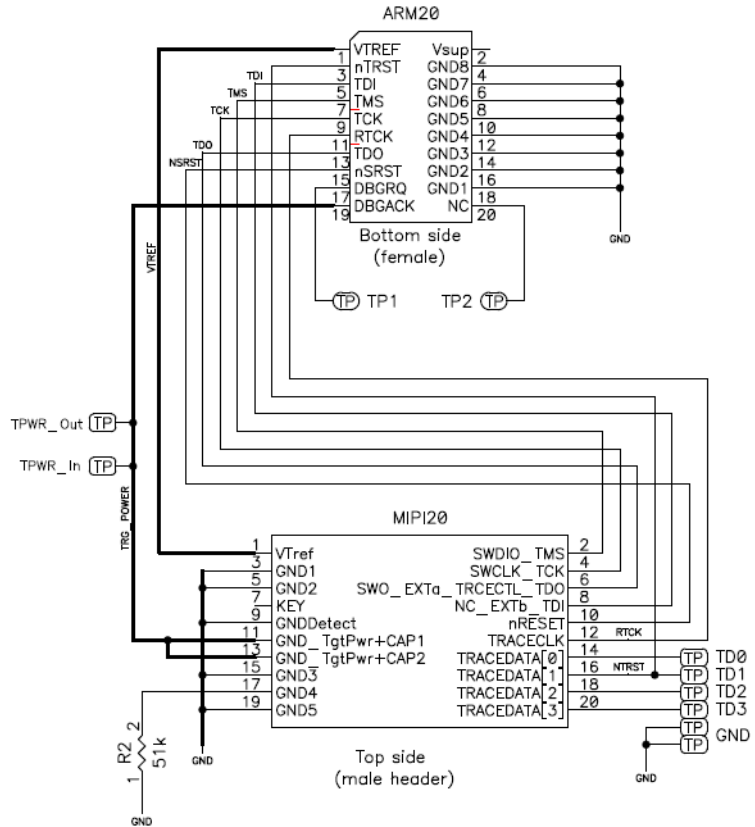 ARM20
VTREF Vsup
1 2
nTRST GND8
3 4
TDI GND7
5 6
TMS GND6
7 8
TCK GND5
9 10
RTCK GND4
11 12
TDO GND3
13 14
nSRST GND2
15 16
DBGRQ GND1
17 18
DBGACK NC
19 20
TDI
TMS
TCK
TDO
NSRST
VTREF
Bottom side
(female)
GND
TP TP1
TP2 TP
TPWR_Out TP
TPWR_In TP
TRG_POWER
MIPI20
1 VTref SWDIO_TMS 2
3 GND1 SWCLK_TCK 4
5 GND2 SWO_EXTa_TRCECTL_TDO 6
7 KEY NC_EXTb_TDI 8
9 GNDDetect nRESET 10
11 GND_TgtPwr+CAP1 TRACECLK 12 RTCK
13 GND_TgtPwr+CAP2 TRACEDATA[0] 14 TP TD0
15 GND3 TRACEDATA[1] 16 NTRST TP TD1
17 GND4 TRACEDATA[2] 18 TP TD2
19 GND5 TRACEDATA[3] 20 TP TD3
TP
GND
TP
GND
GND
Top side
(male header)
R2
51k
2
1
GND